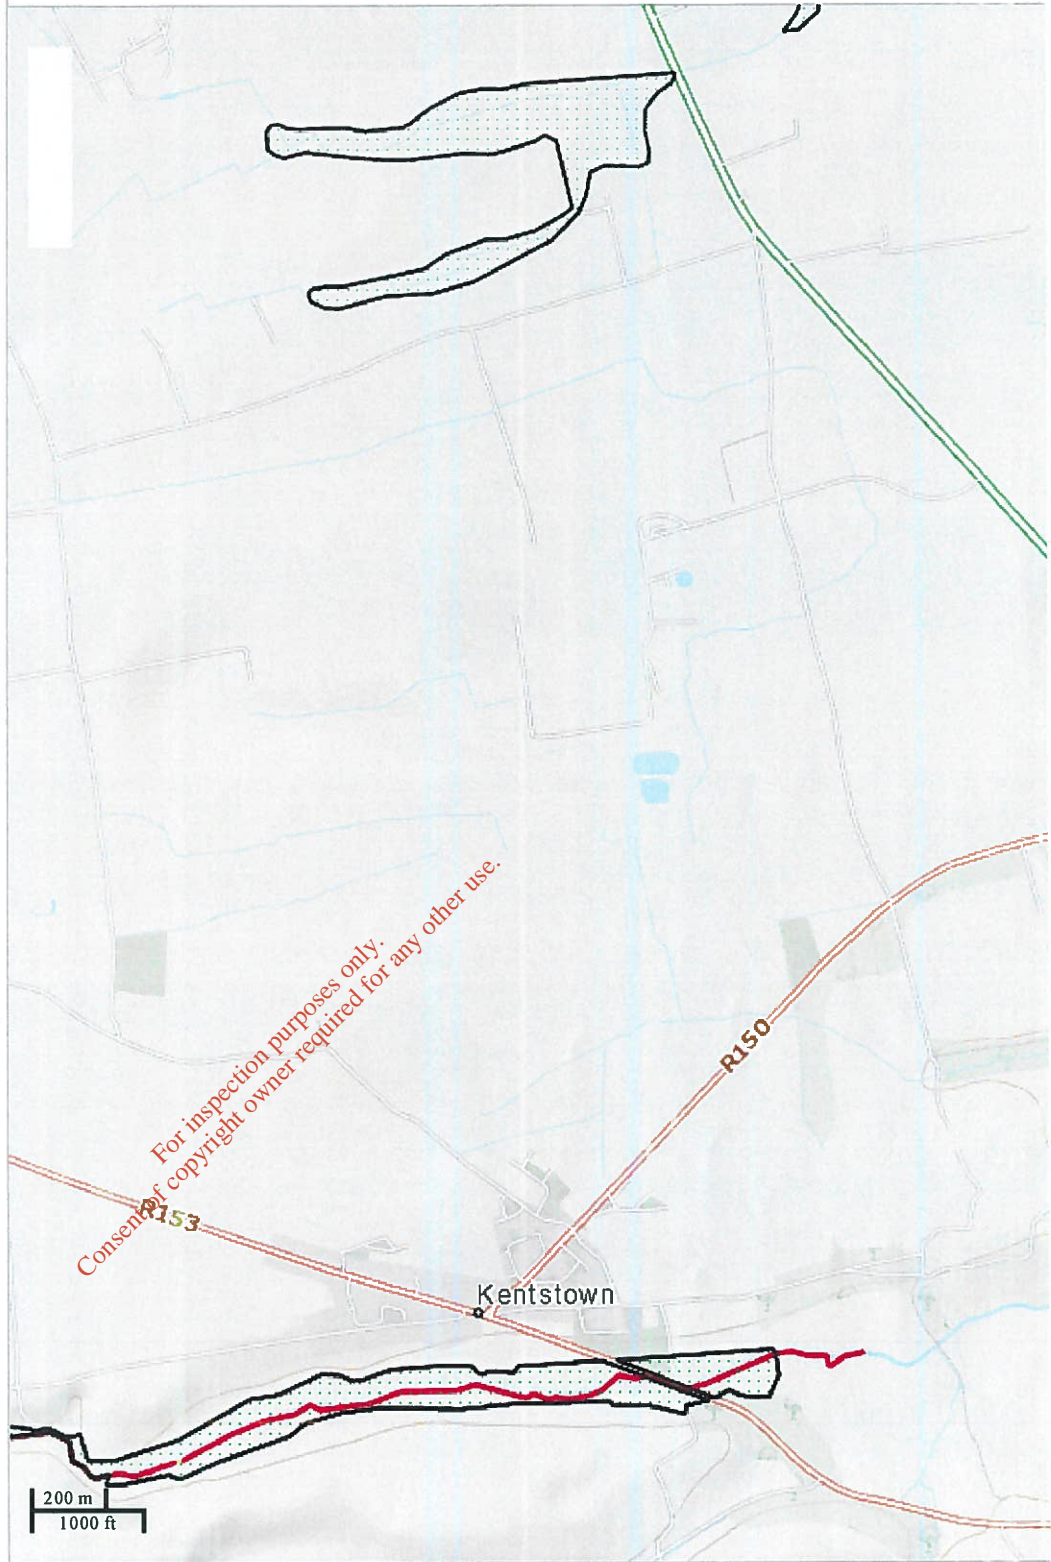 For inspection purposes only.
Consent of copyright owner required for any other use.
R150
R153
Kentstown
200 m
1000 ft